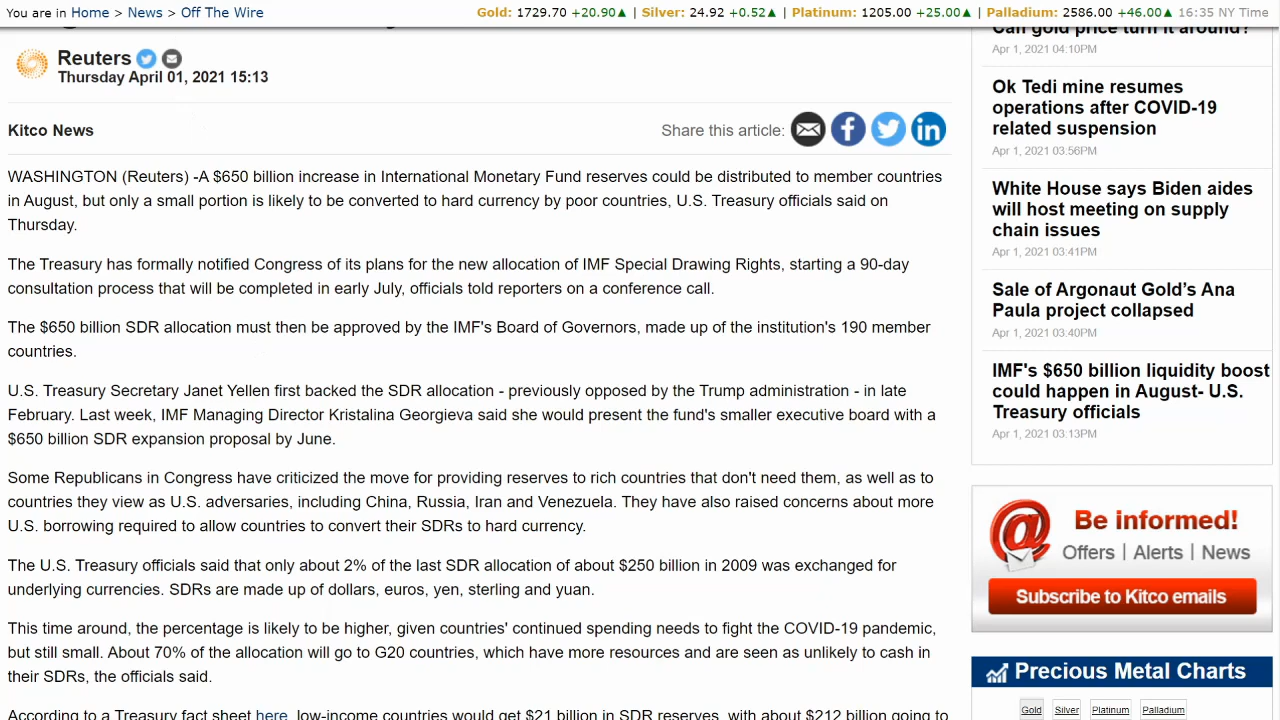 You are in Home > News > Off The Wire
Gold: 1729.70 +20.90▲ | Silver: 24.92 +0.52▲ | Platinum: 1205.00 +25.00▲ | Palladium: 2586.00 +46.00▲ 16:35 NY Time
Reuters
Thursday April 01, 2021 15:13
Kitco News
Share this article:
WASHINGTON (Reuters) -A $650 billion increase in International Monetary Fund reserves could be distributed to member countries
in August, but only a small portion is likely to be converted to hard currency by poor countries, U.S. Treasury officials said on
Thursday.
The Treasury has formally notified Congress of its plans for the new allocation of IMF Special Drawing Rights, starting a 90-day
consultation process that will be completed in early July, officials told reporters on a conference call.
The $650 billion SDR allocation must then be approved by the IMF's Board of Governors, made up of the institution's 190 member
countries.
U.S. Treasury Secretary Janet Yellen first backed the SDR allocation - previously opposed by the Trump administration - in late
February. Last week, IMF Managing Director Kristalina Georgieva said she would present the fund's smaller executive board with a
$650 billion SDR expansion proposal by June.
Some Republicans in Congress have criticized the move for providing reserves to rich countries that don't need them, as well as to
countries they view as U.S. adversaries, including China, Russia, Iran and Venezuela. They have also raised concerns about more
U.S. borrowing required to allow countries to convert their SDRs to hard currency.
The U.S. Treasury officials said that only about 2% of the last SDR allocation of about $250 billion in 2009 was exchanged for
underlying currencies. SDRs are made up of dollars, euros, yen, sterling and yuan.
This time around, the percentage is likely to be higher, given countries' continued spending needs to fight the COVID-19 pandemic,
but still small. About 70% of the allocation will go to G20 countries, which have more resources and are seen as unlikely to cash in
their SDRs, the officials said.
According to a Treasury fact sheet here, low-income countries would get $21 billion in SDR reserves, with about $212 billion going to
Can gold price turn it around?
Apr 1, 2021 04:10PM
Ok Tedi mine resumes
operations after COVID-19
related suspension
Apr 1, 2021 03:56PM
White House says Biden aides
will host meeting on supply
chain issues
Apr 1, 2021 03:41PM
Sale of Argonaut Gold's Ana
Paula project collapsed
Apr 1, 2021 03:40PM
IMF's $650 billion liquidity boost
could happen in August- U.S.
Treasury officials
Apr 1, 2021 03:13PM
Be informed!
Offers | Alerts | News
Subscribe to Kitco emails
Precious Metal Charts
Gold Silver Platinum Palladium